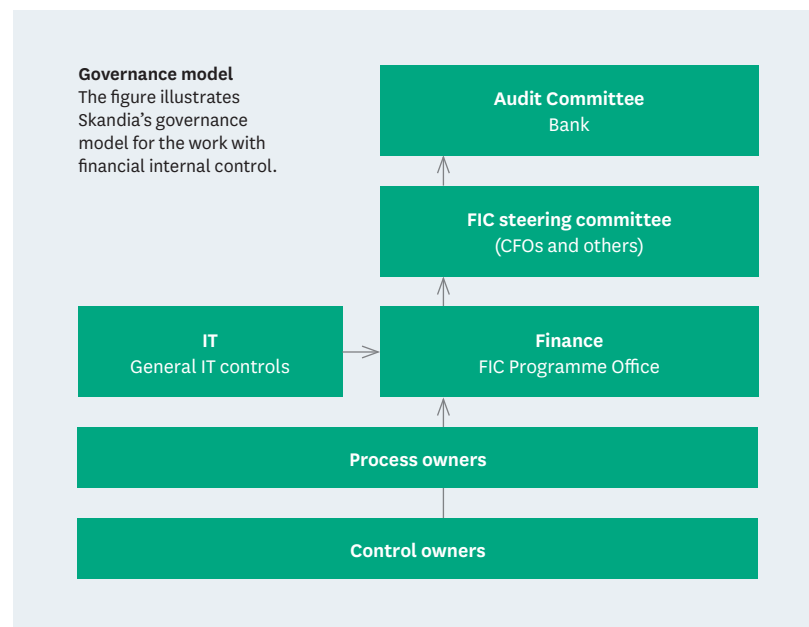 Governance model
The figure illustrates
Skandia’s governance
model for the work with
financial internal control.
Audit Committee
Bank
FIC steering committee
(CFOs and others)
IT
General IT controls
Finance
FIC Programme Office
Process owners
Control owners